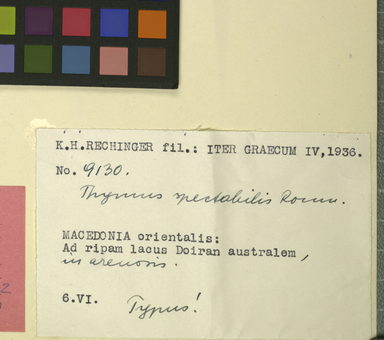 K.H.RECHINGER fil.: ITER GRAECUM IV,1936.
No. 9130.
Thymus spectabilis Ronn.
MACEDONIA orientalis:
Ad ripam lacus Doiran australem,
in arenosis.
6.VI. Typus!
2